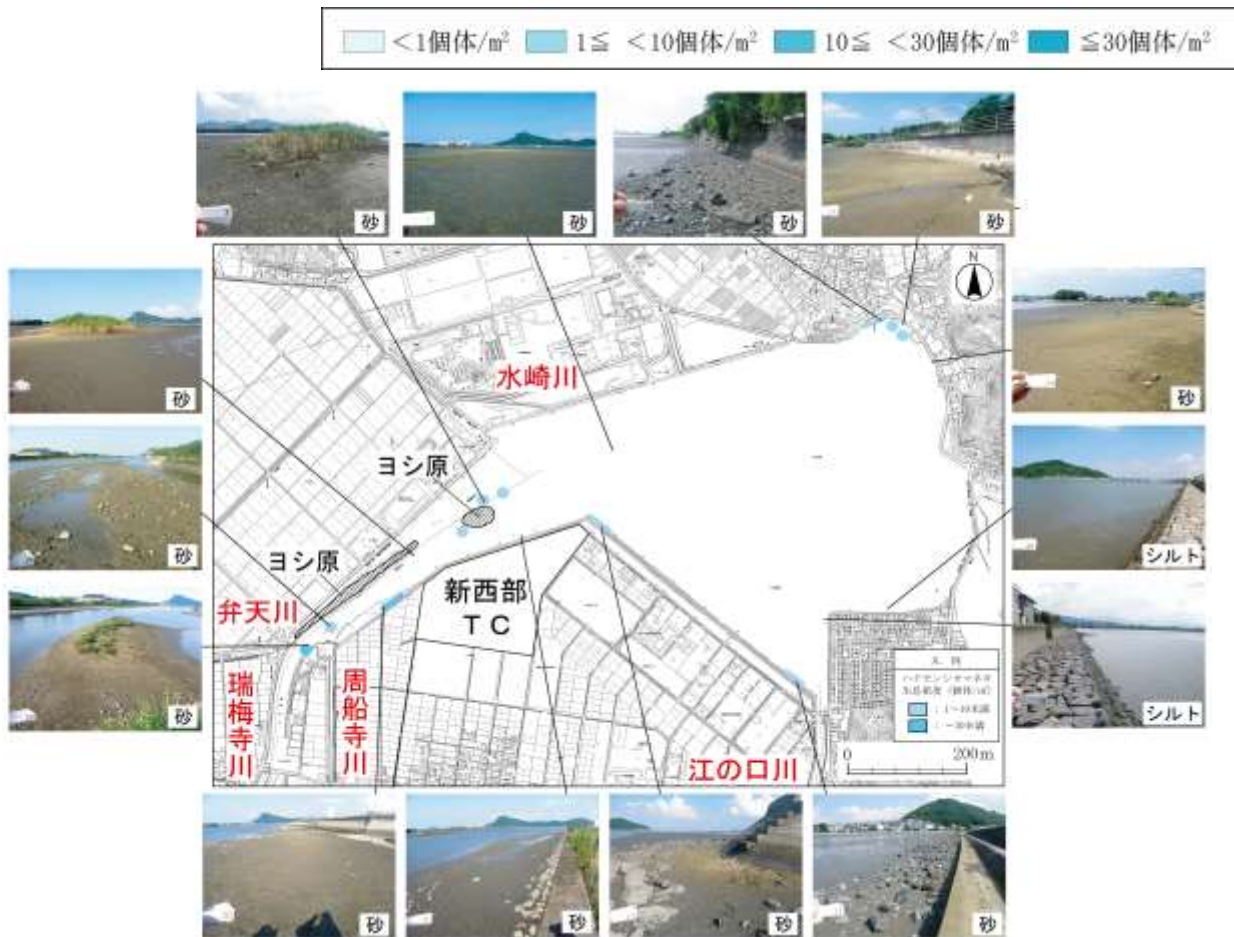 <1個体/m² 1≦ <10個体/m² 10≦ <30個体/m² ≦30個体/m²
砂
砂
砂
砂
N
砂
砂
水崎川
ヨシ原
砂
シルト
ヨシ原
新西部
TC
弁天川
砂
瑞梅寺川
周船寺川
凡例
シルト
0 200m
江の口川
砂
砂
砂
砂